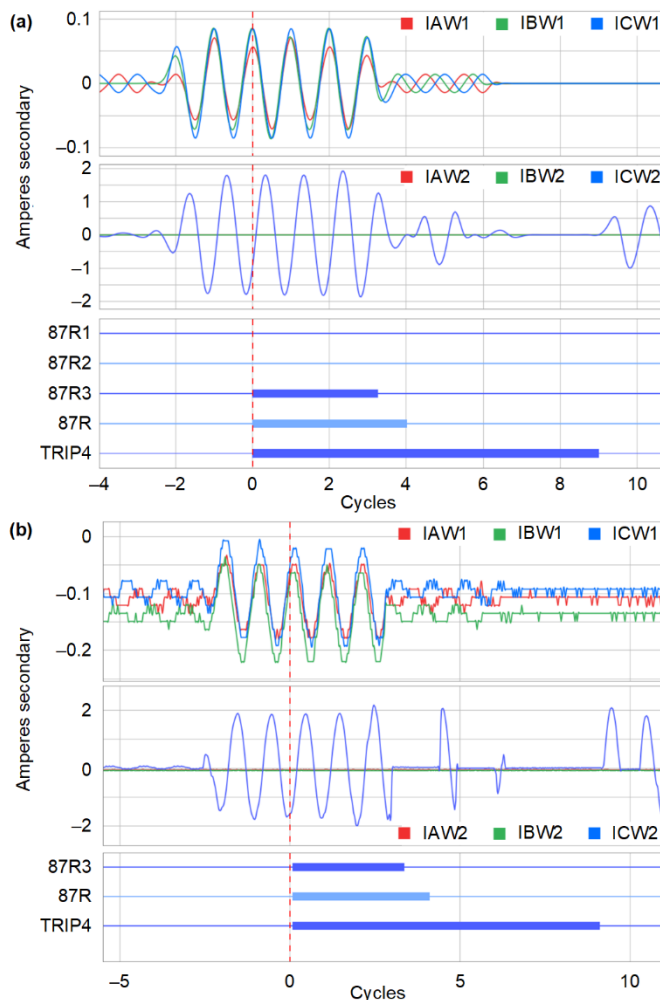 (a)
IAW1 IBW1 ICW1
0.1
0
–0.1
Amperes secondary
IAW2 IBW2 ICW2
2
1
0
–1
–2
87R1
87R2
87R3
87R
TRIP4
–4 –2 0 2 4 6 8 10
Cycles
(b)
IAW1 IBW1 ICW1
0
–0.1
–0.2
Amperes secondary
2
0
–2
IAW2 IBW2 ICW2
87R3
87R
TRIP4
–5 0 5 10
Cycles